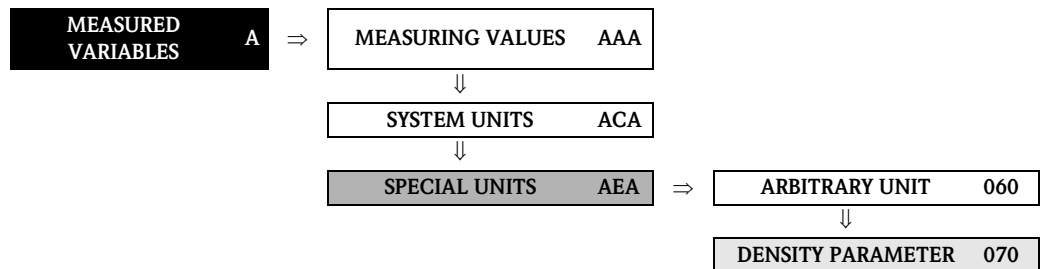 MEASURED VARIABLES A ⇒ MEASURING VALUES AAA
⇓
SYSTEM UNITS ACA
⇓
SPECIAL UNITS AEA ⇒ ARBITRARY UNIT 060
⇓
DENSITY PARAMETER 070